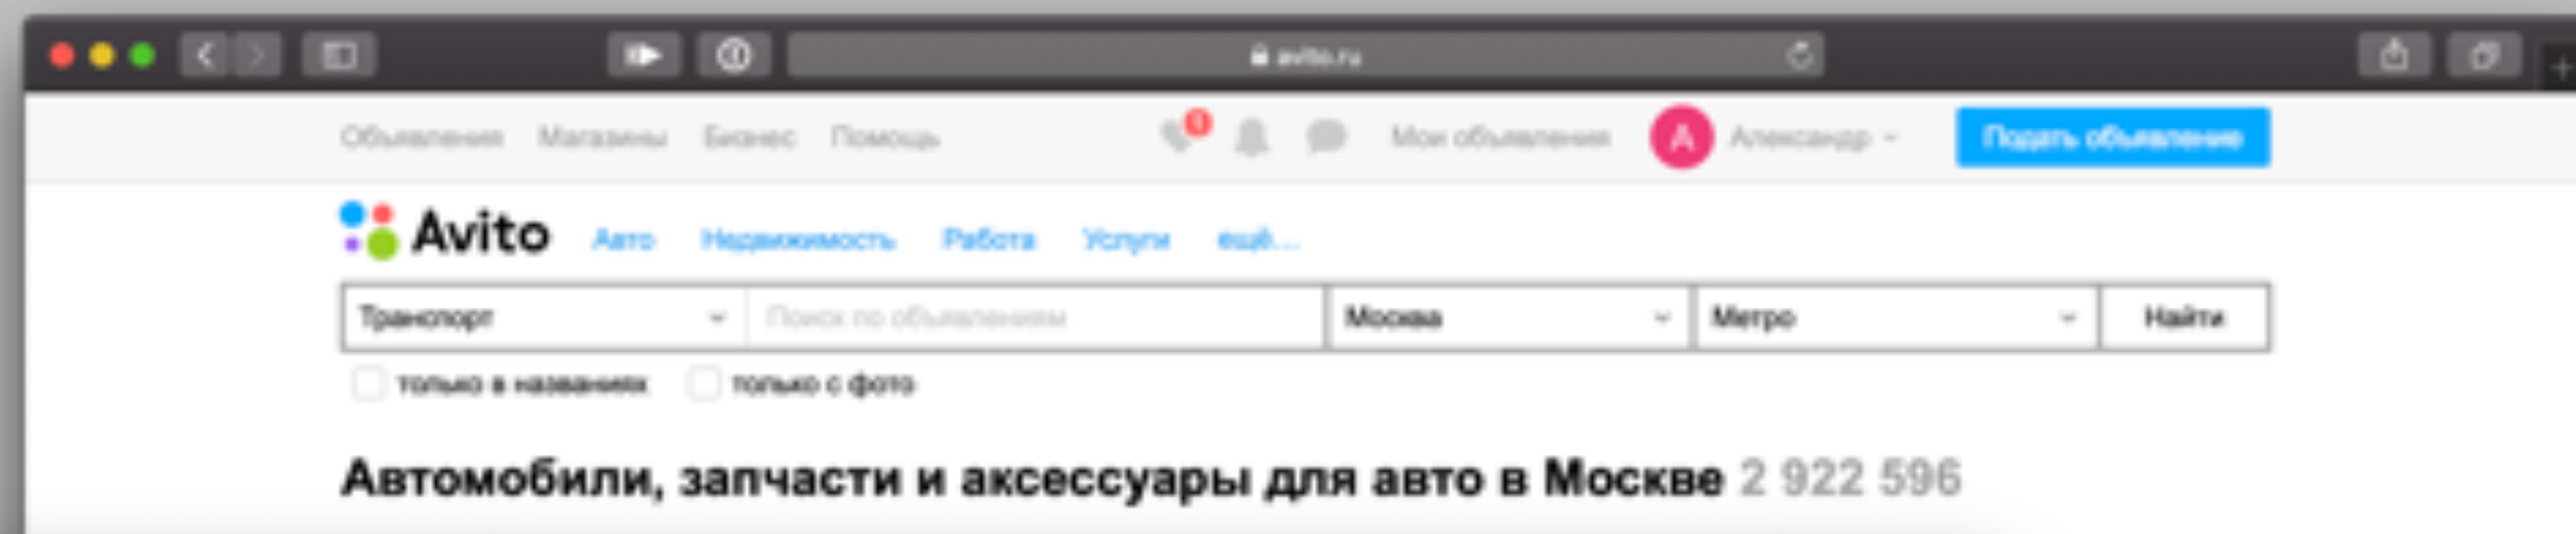 avito.ru
Объявления Магазины Бизнес Помощь Мои объявления А Александр Подать объявление
Avito Авто Недвижимость Работа Услуги ещё...
Транспорт Поиск по объявлениям Москва Метро Найти
только в названиях только с фото
Автомобили, запчасти и аксессуары для авто в Москве 2 922 596